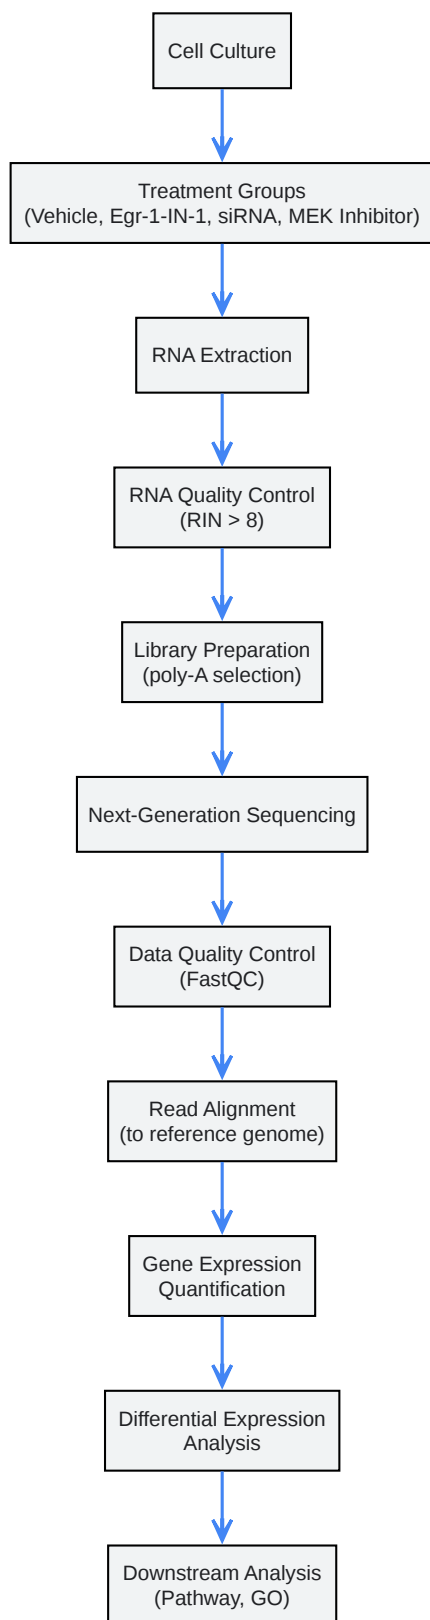 Cell Culture
Treatment Groups
(Vehicle, Egr-1-IN-1, siRNA, MEK Inhibitor)
RNA Extraction
RNA Quality Control
(RIN > 8)
Library Preparation
(poly-A selection)
Next-Generation Sequencing
Data Quality Control
(FastQC)
Read Alignment
(to reference genome)
Gene Expression
Quantification
Differential Expression
Analysis
Downstream Analysis
(Pathway, GO)